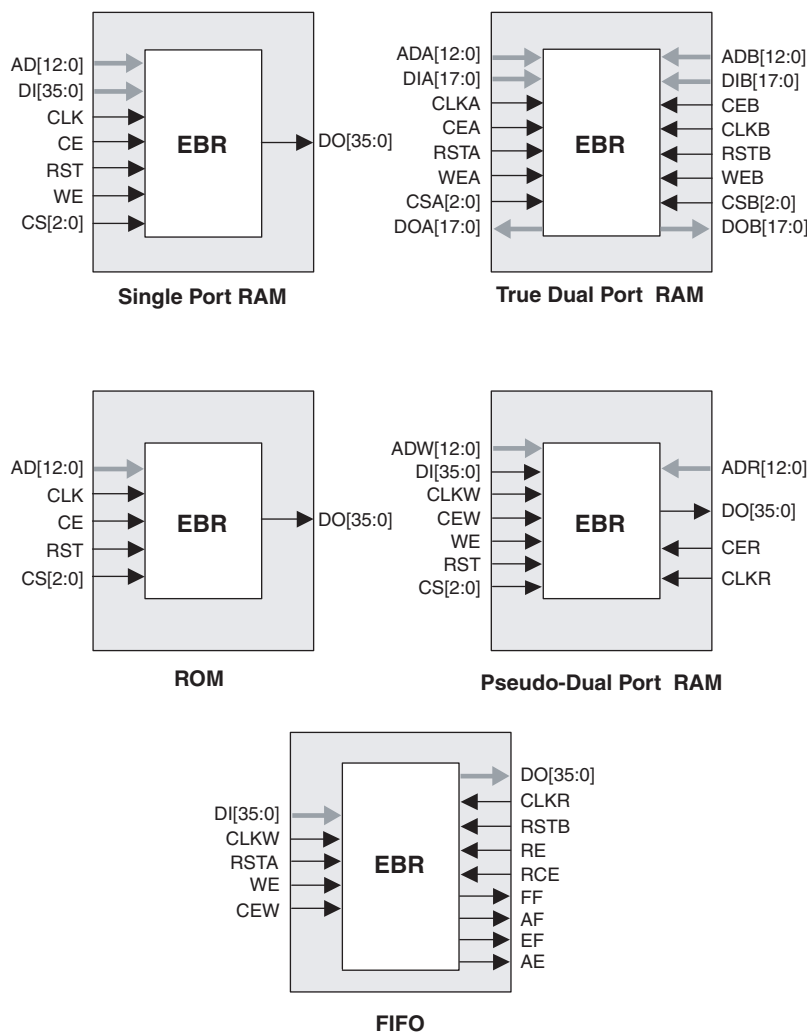 AD[12:0]
DI[35:0]
CLK
CE
RST
WE
CS[2:0]
EBR
DO[35:0]
Single Port RAM
ADA[12:0]
DIA[17:0]
CLKA
CEA
RSTA
WEA
CSA[2:0]
DOA[17:0]
EBR
ADB[12:0]
DIB[17:0]
CEB
CLKB
RSTB
WEB
CSB[2:0]
DOB[17:0]
True Dual Port RAM
AD[12:0]
CLK
CE
RST
CS[2:0]
EBR
DO[35:0]
ROM
ADW[12:0]
DI[35:0]
CLKW
CEW
WE
RST
CS[2:0]
EBR
ADR[12:0]
DO[35:0]
CER
CLKR
Pseudo-Dual Port RAM
DI[35:0]
CLKW
RSTA
WE
CEW
EBR
DO[35:0]
CLKR
RSTB
RE
RCE
FF
AF
EF
AE
FIFO